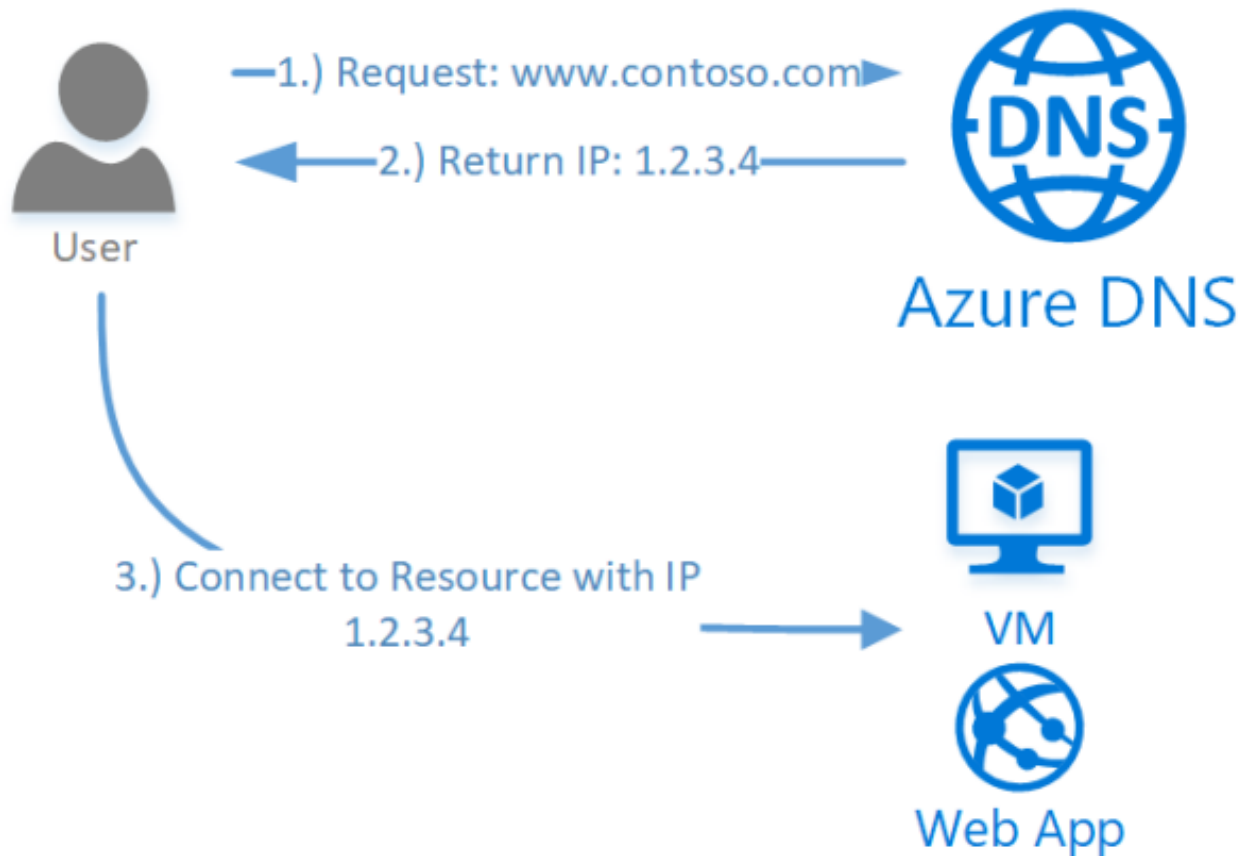 1.) Request: www.contoso.com
DNS
2.) Return IP: 1.2.3.4
User
Azure DNS
3.) Connect to Resource with IP
1.2.3.4
VM
Web App